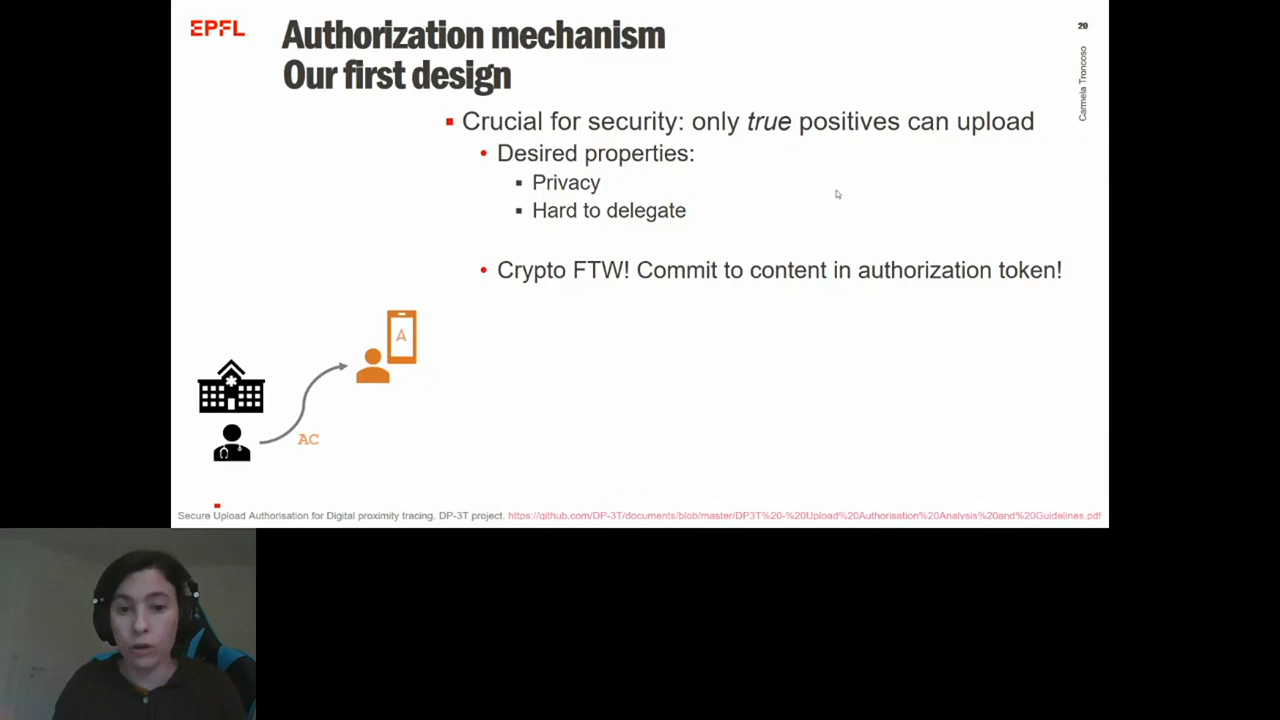 EPFL
Authorization mechanism
Our first design
20
Carmela Troncoso
Crucial for security: only true positives can upload
Desired properties:
Privacy
Hard to delegate
Crypto FTW! Commit to content in authorization token!
A
AC
Secure Upload Authorisation for Digital proximity tracing. DP-3T project. https://github.com/DP-3T/documents/blob/master/DP3T%20-%20Upload%20Authorisation%20Analysis%20and%20Guidelines.pdf